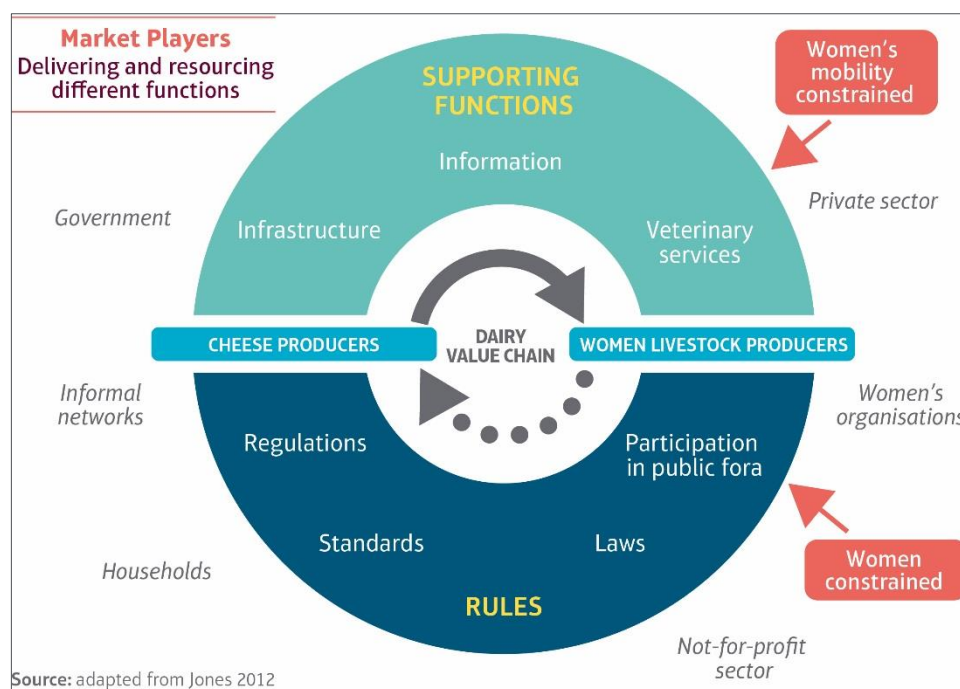 Market Players
Delivering and resourcing
different functions
SUPPORTING
FUNCTIONS
Women's
mobility
constrained
Information
Government
Infrastructure
Veterinary
services
Private sector
CHEESE PRODUCERS
DAIRY
VALUE CHAIN
WOMEN LIVESTOCK PRODUCERS
Informal
networks
Women's
organisations
Regulations
Participation
in public fora
Standards
Laws
Households
Women
constrained
RULES
Not-for-profit
sector
Source: adapted from Jones 2012